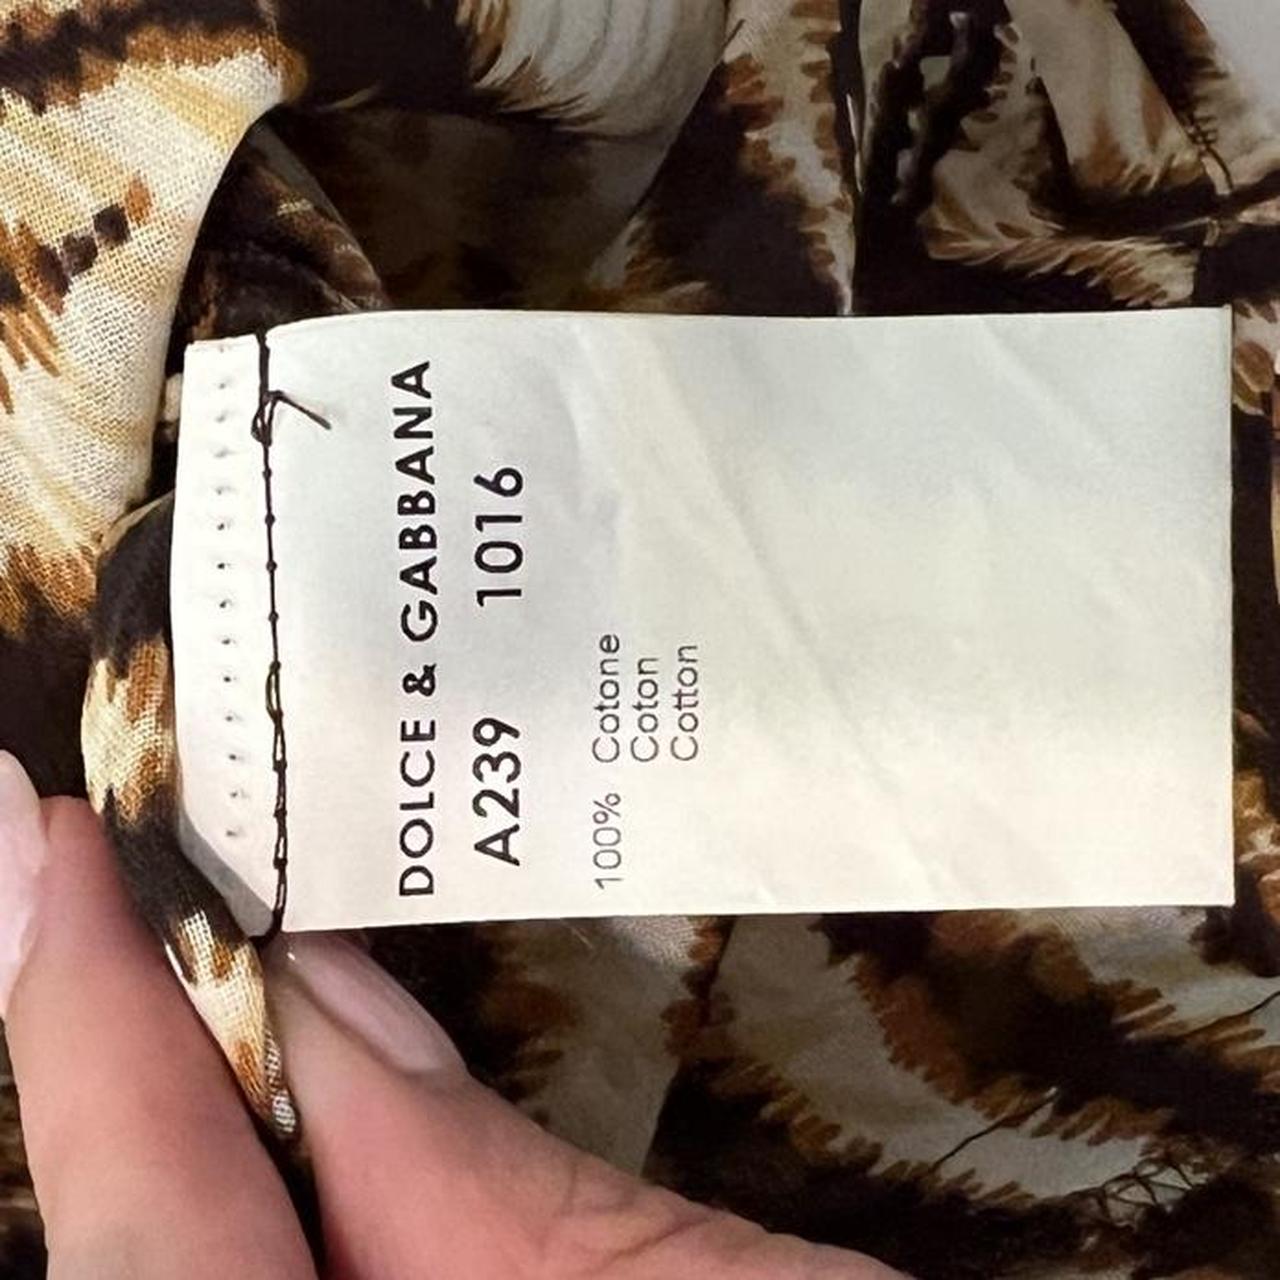 DOLCE & GABBANA
A239 1016
100% Cotone
Coton
Cotton